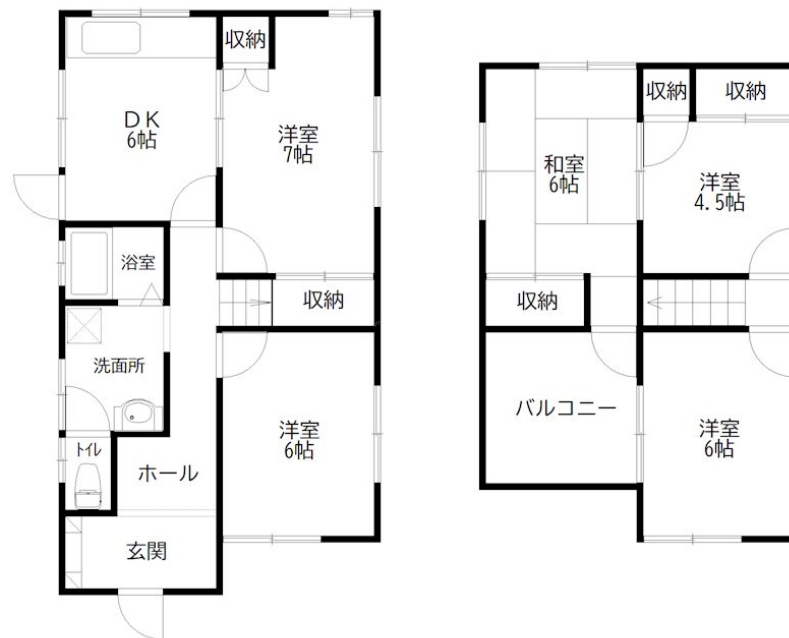 収納
DK
6帖
洋室
7帖
浴室
収納
洗面所
洋室
6帖
トイレ
ホール
玄関
収納
収納
和室
6帖
洋室
4.5帖
収納
バルコニー
洋室
6帖